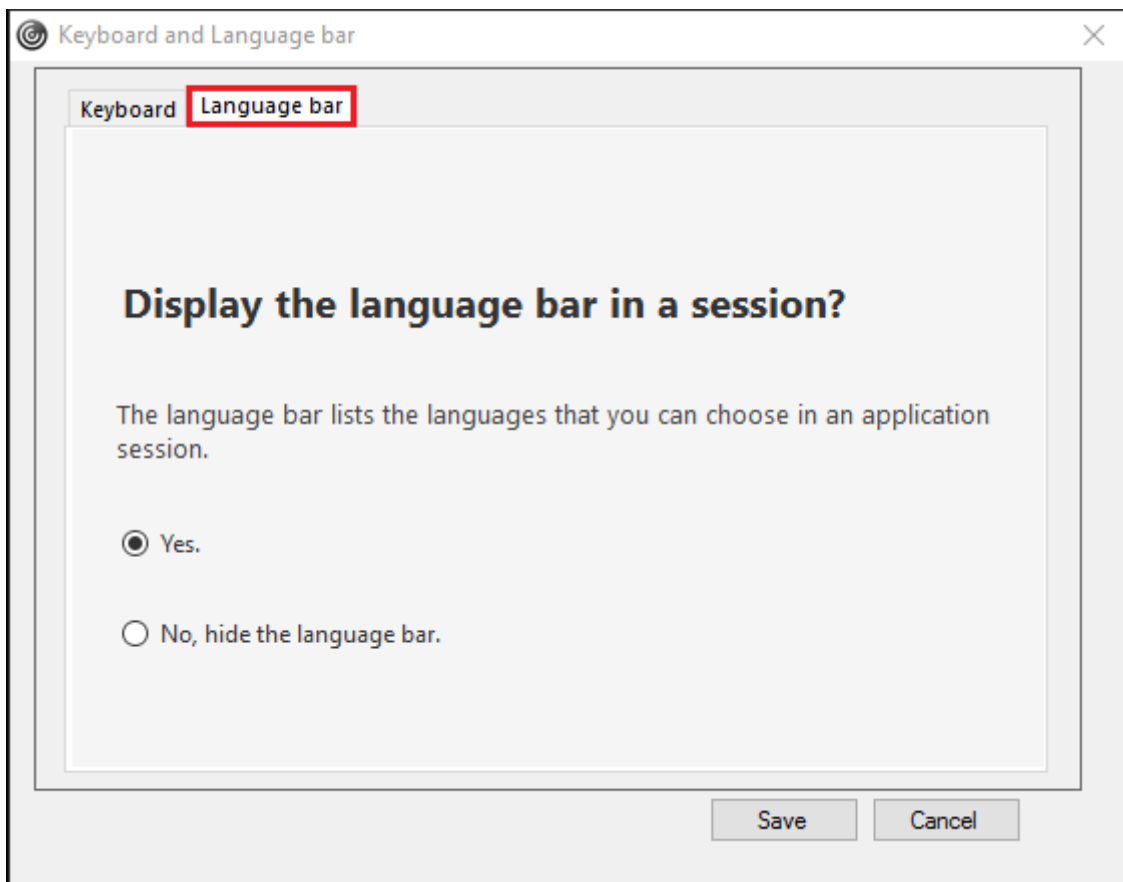 Keyboard and Language bar
Keyboard Language bar
Display the language bar in a session?
The language bar lists the languages that you can choose in an application
session.
Yes.
No, hide the language bar.
Save Cancel